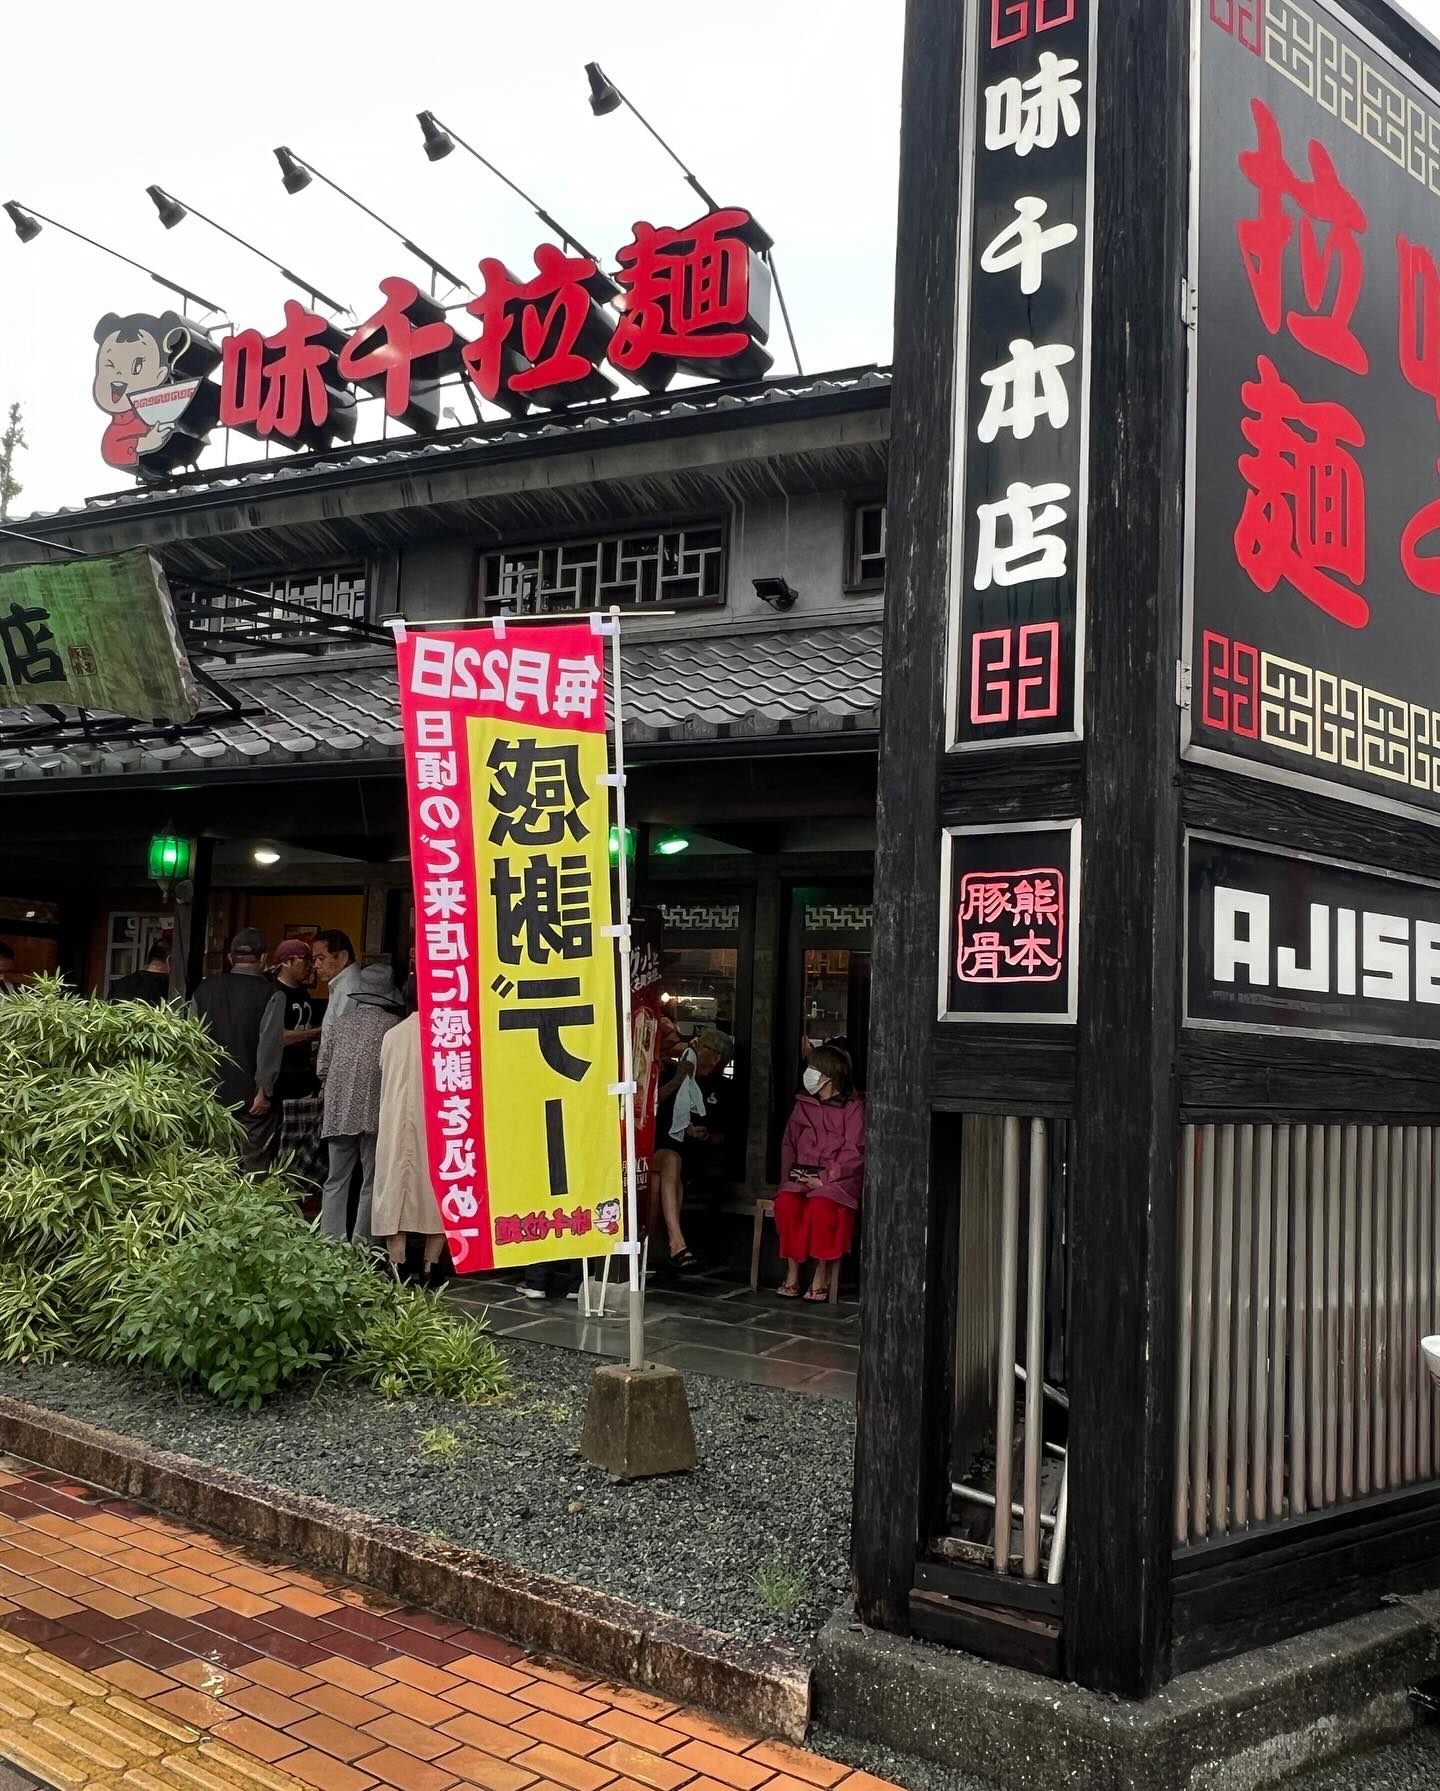 味千拉麺
味千本店
拉麺
熊本
豚骨
AJISE
店
毎月22日
感謝デー
日頃のご来店に感謝を込めて
味千拉麺